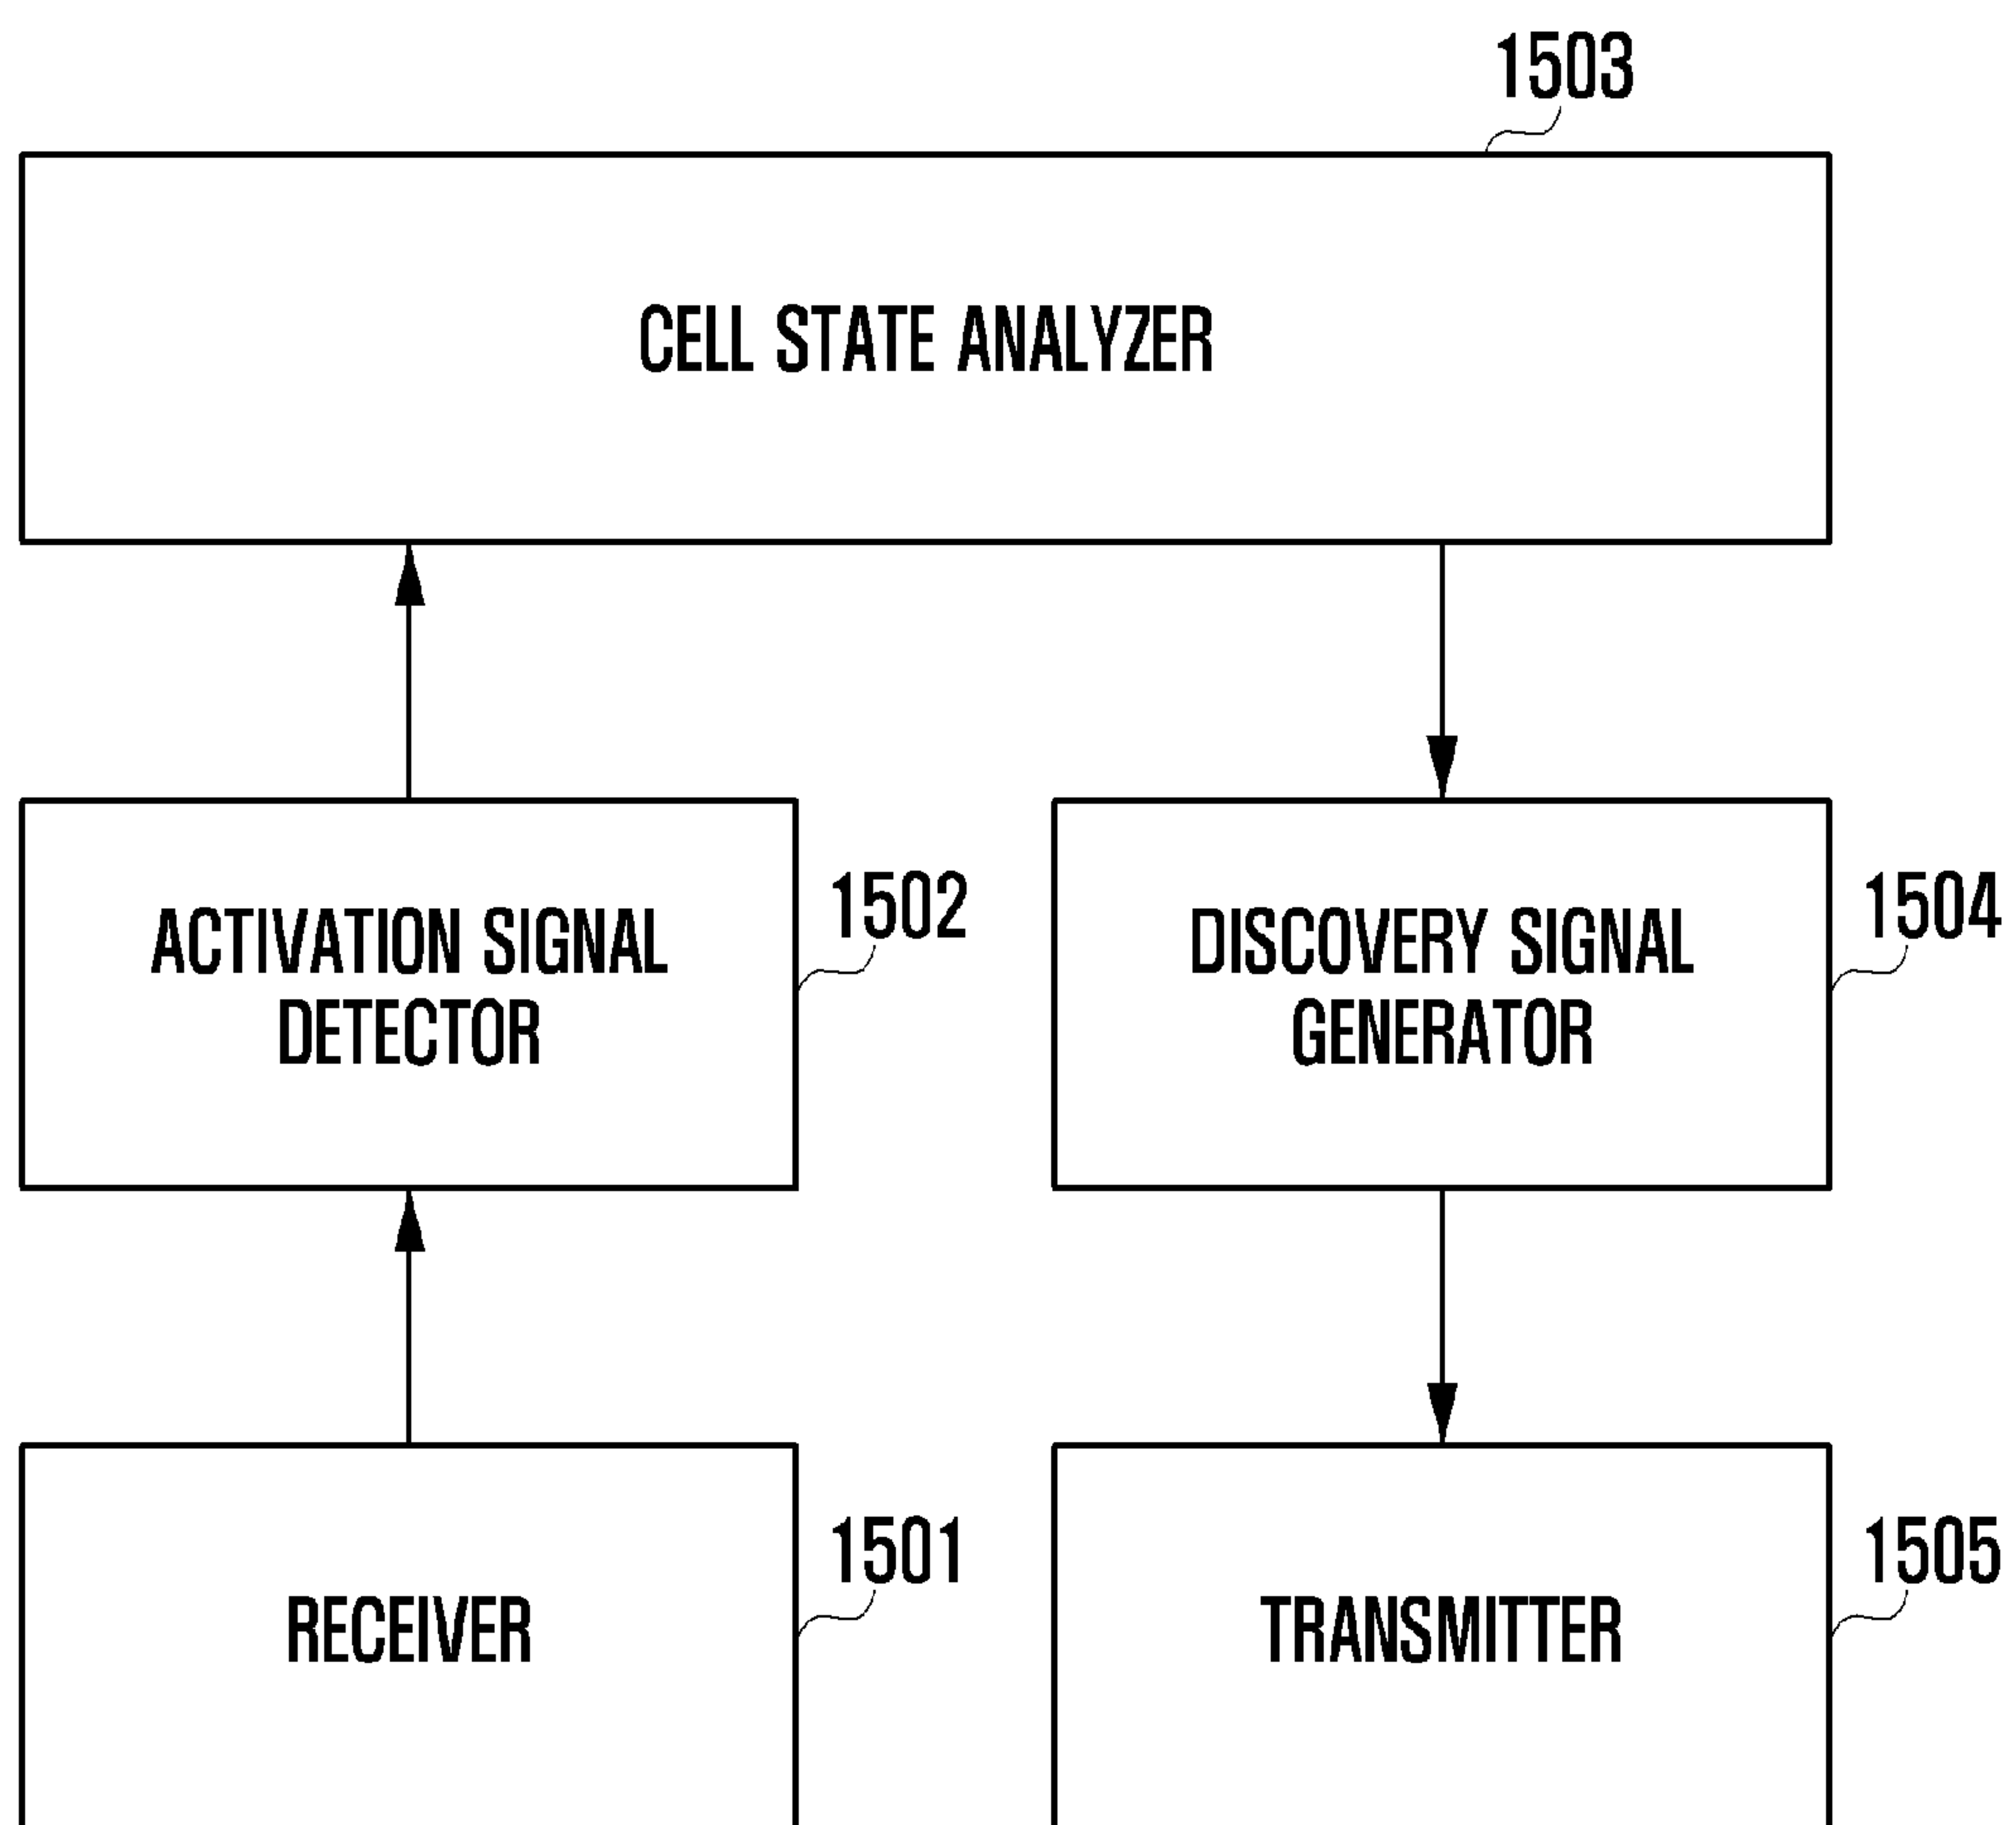 1503
CELL STATE ANALYZER
1502
ACTIVATION SIGNAL
DETECTOR
1504
DISCOVERY SIGNAL
GENERATOR
1501
RECEIVER
1505
TRANSMITTER